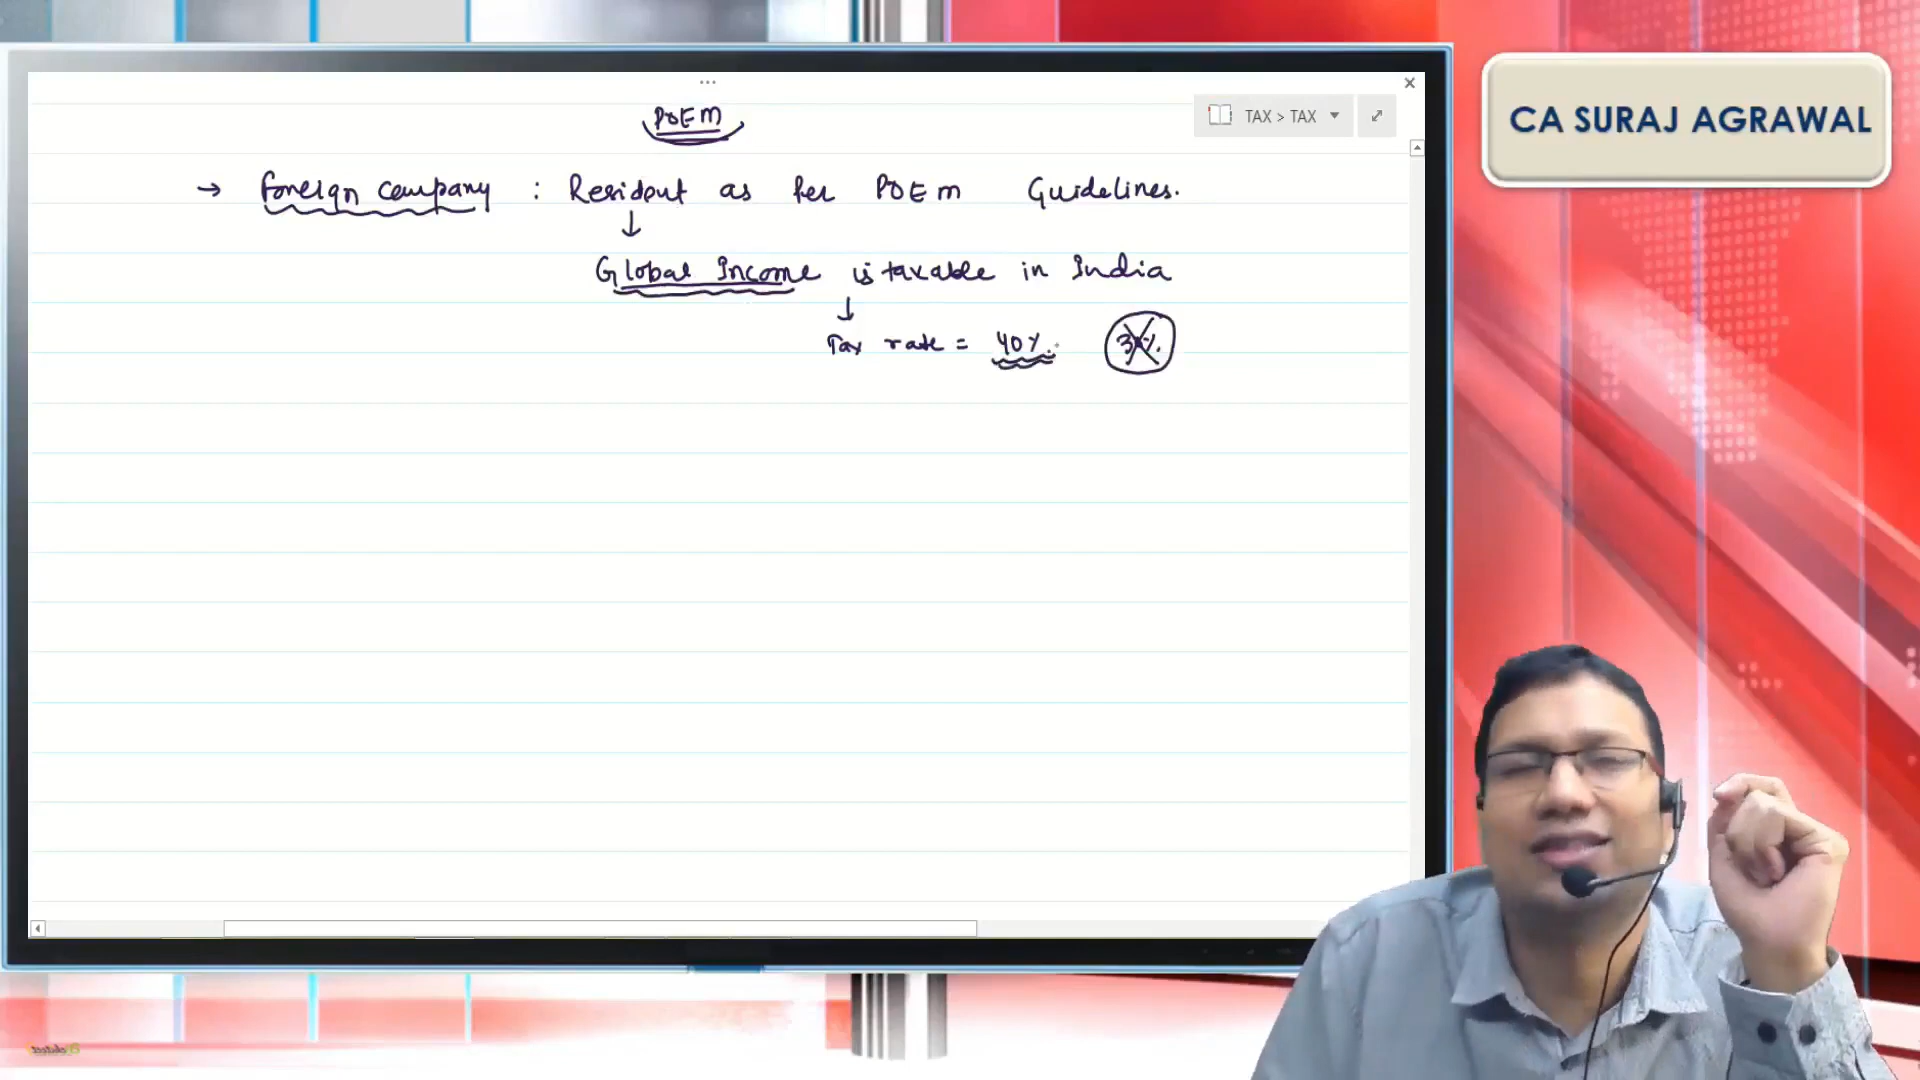 POEM
TAX > TAX
CA SURAJ AGRAWAL
→ Foreign company : Resident as Per POEM Guidelines.
↓
Global Income is taxable in India
↓
Tax rate = 40%.